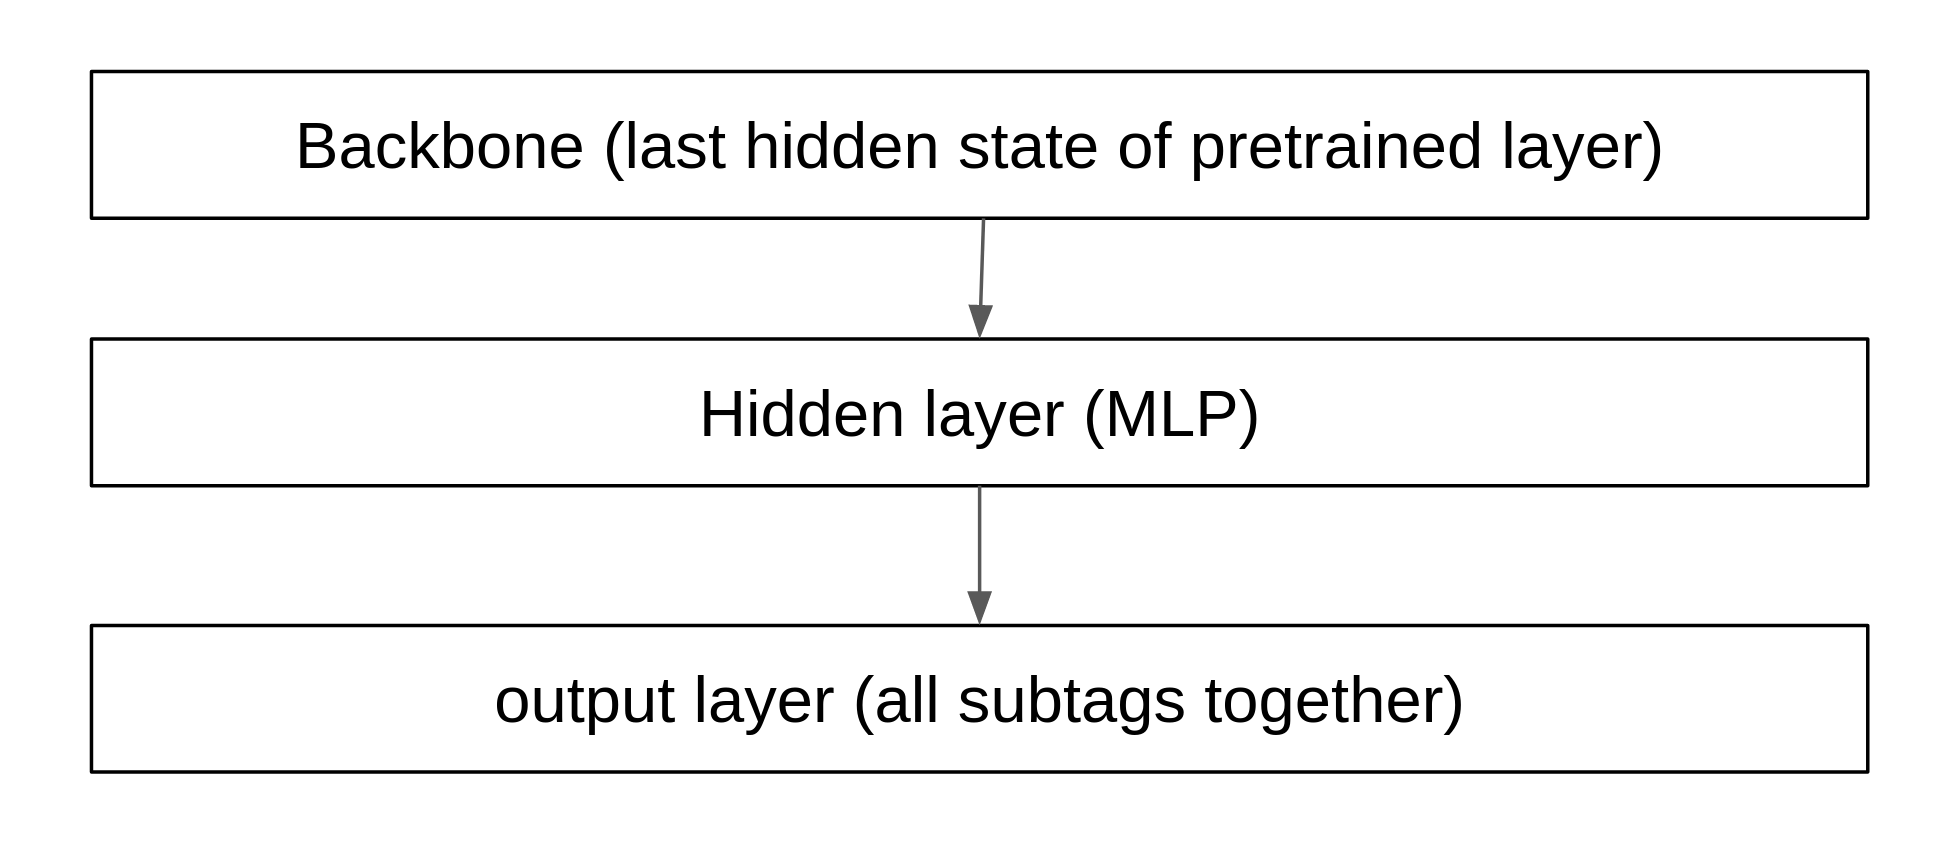 Backbone (last hidden state of pretrained layer)
Hidden layer (MLP)
output layer (all subtags together)